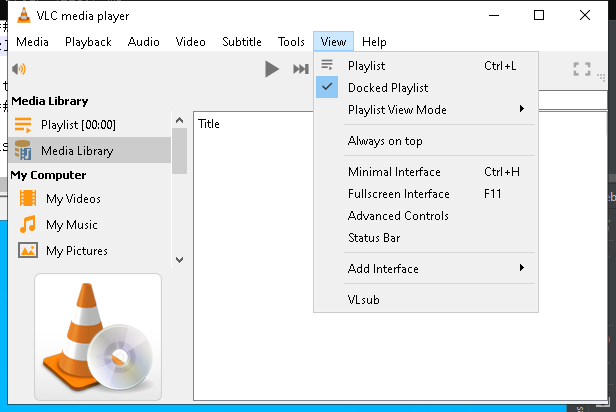 VLC media player
Media Playback Audio Video Subtitle Tools View Help
Playlist Ctrl+L
Docked Playlist
Playlist View Mode
Always on top
Minimal Interface Ctrl+H
Fullscreen Interface F11
Advanced Controls
Status Bar
Add Interface
VLsub
Media Library
Playlist [00:00]
Media Library
My Computer
My Videos
My Music
My Pictures
Title